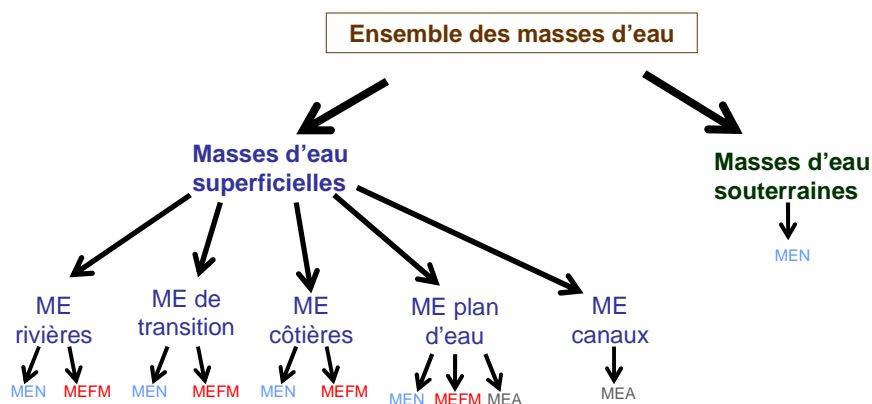 Ensemble des masses d'eau
Masses d'eau
superficielles
Masses d'eau
souterraines
MEN
ME
rivières
ME de
transition
ME
côtières
ME plan
d'eau
ME
canaux
MEN MEFM
MEN MEFM
MEN MEFM
MEN MEFM MEA
MEA